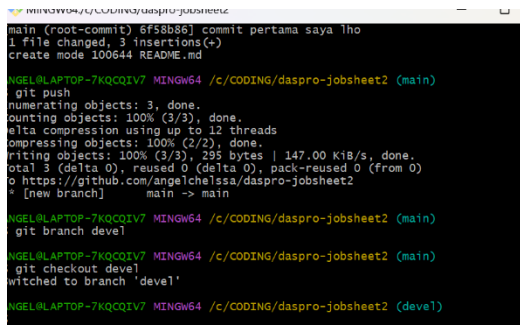 MINGW64:/c/CODING/daspro-jobsheet2
main (root-commit) 6f58b86] commit pertama saya lho
1 file changed, 3 insertions(+)
create mode 100644 README.md
NGEL@LAPTOP-7KQCQIV7 MINGW64 /c/CODING/daspro-jobsheet2 (main)
git push
numerating objects: 3, done.
ounting objects: 100% (3/3), done.
elta compression using up to 12 threads
ompressing objects: 100% (2/2), done.
riting objects: 100% (3/3), 295 bytes | 147.00 KiB/s, done.
otal 3 (delta 0), reused 0 (delta 0), pack-reused 0 (from 0)
o https://github.com/angelchelssa/daspro-jobsheet2
* [new branch] main -> main
NGEL@LAPTOP-7KQCQIV7 MINGW64 /c/CODING/daspro-jobsheet2 (main)
git branch devel
NGEL@LAPTOP-7KQCQIV7 MINGW64 /c/CODING/daspro-jobsheet2 (main)
git checkout devel
witched to branch 'devel'
NGEL@LAPTOP-7KQCQIV7 MINGW64 /c/CODING/daspro-jobsheet2 (devel)